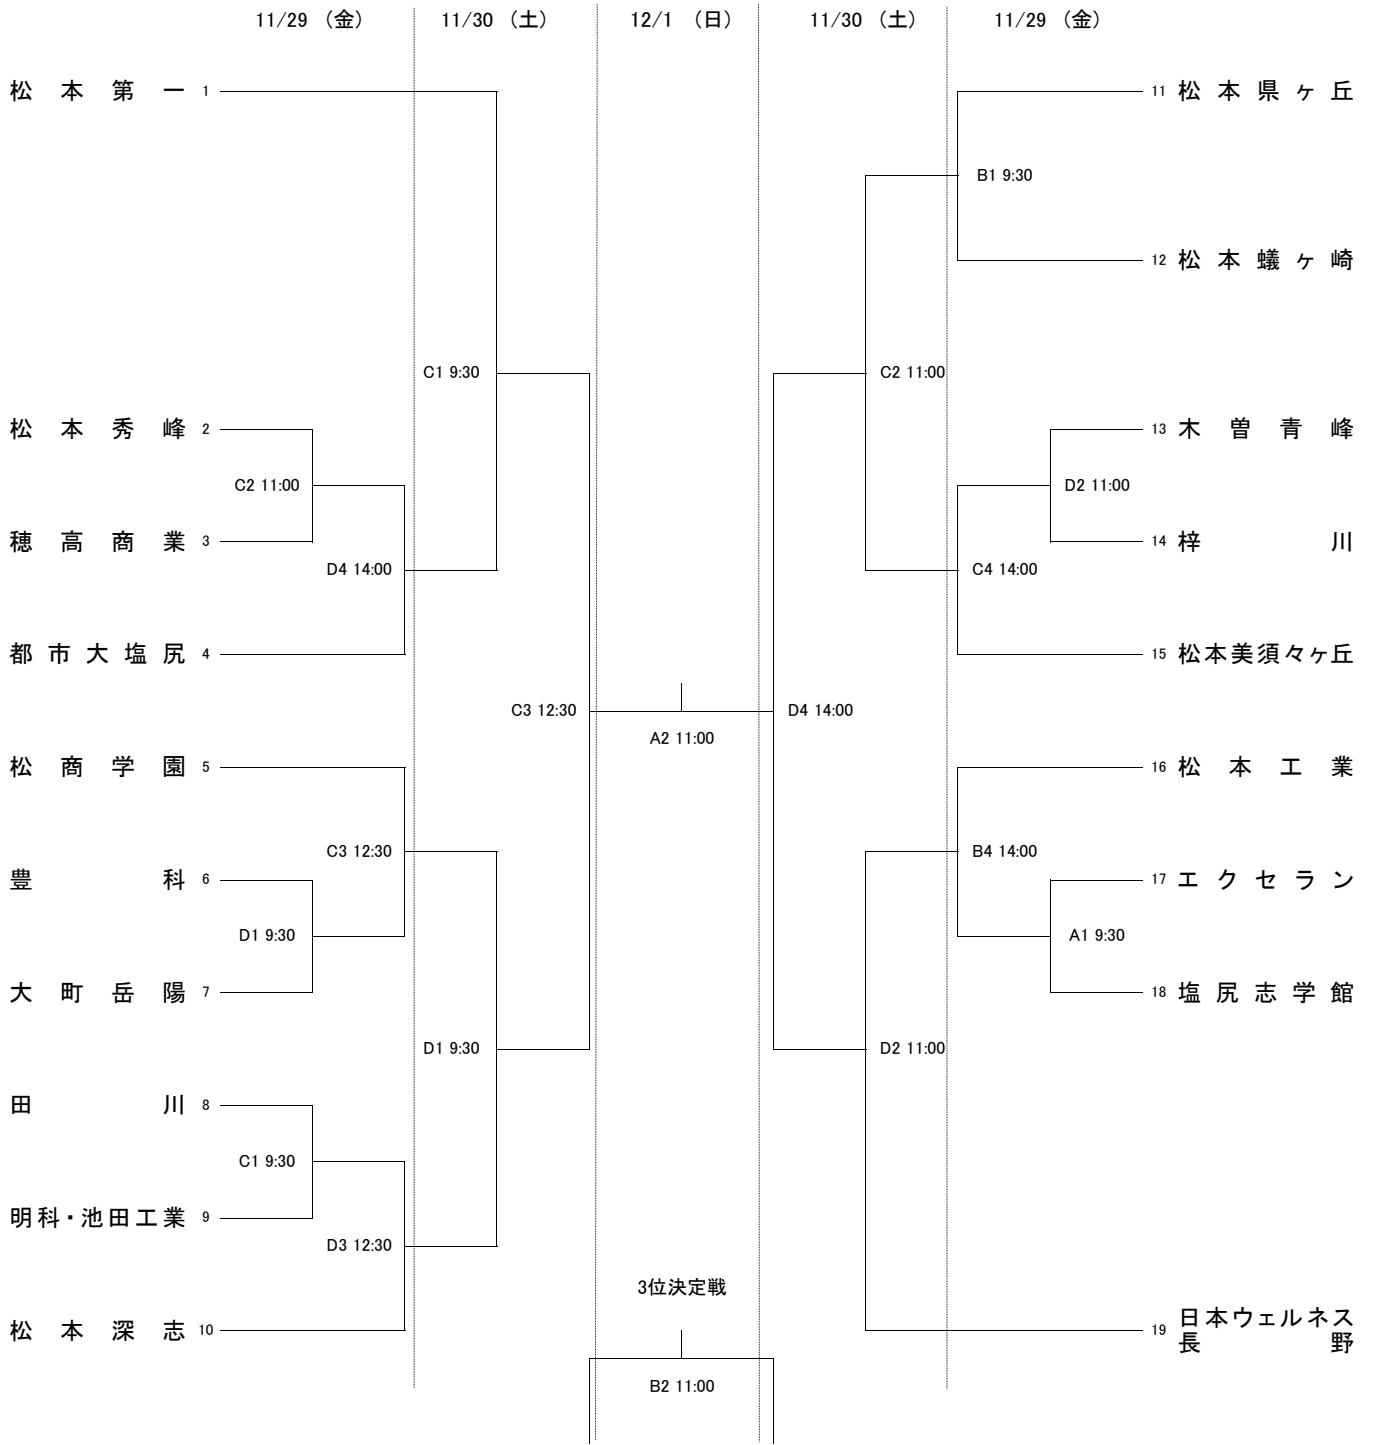 11/29 （金） 11/30 （土） 12/1 （日） 11/30 （土） 11/29 （金）
松本第一 1
11 松本県ヶ丘
B1 9:30
12 松本蟻ヶ崎
C1 9:30
C2 11:00
松本秀峰 2
13 木曽青峰
C2 11:00
D2 11:00
穂高商業 3
14 梓川
D4 14:00
C4 14:00
都市大塩尻 4
15 松本美須々ヶ丘
C3 12:30
D4 14:00
A2 11:00
松商学園 5
16 松本工業
C3 12:30
B4 14:00
豊科 6
17 エクセラン
D1 9:30
A1 9:30
大町岳陽 7
18 塩尻志学館
D1 9:30
D2 11:00
田川 8
C1 9:30
明科・池田工業 9
D3 12:30
3位決定戦
松本深志 10
19 日本ウェルネス
長野
B2 11:00